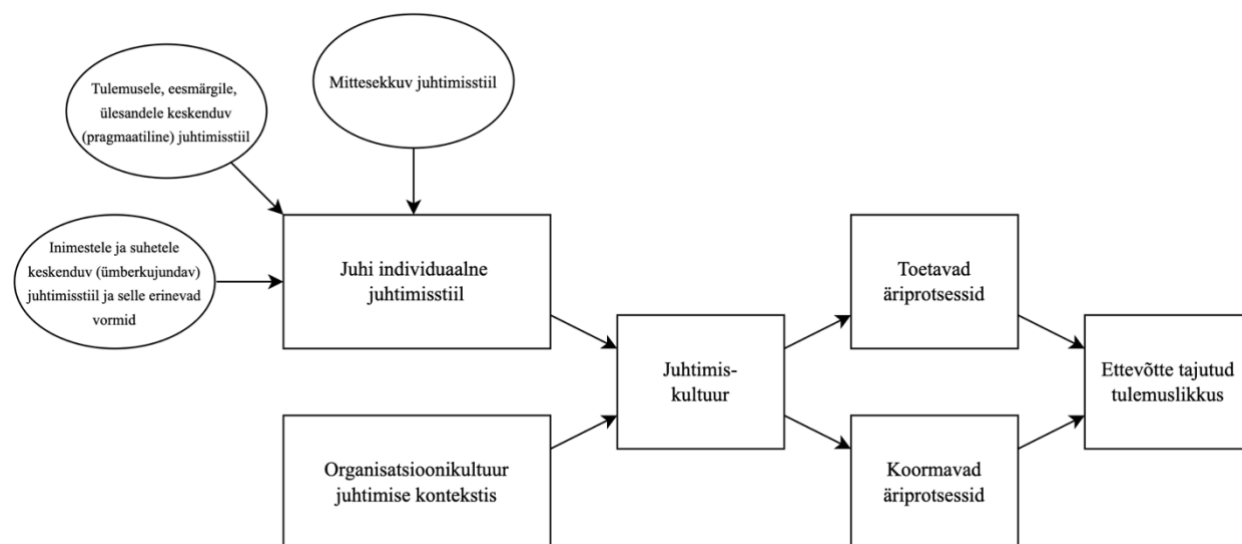 Mittesekkuv juhtimisstiil
Tulemusele, eesmärgile,
ülesandele keskenduv
(pragmaatiline) juhtimisstiil
Inimestele ja suhetele
keskenduv (ümberkujundav)
juhtimisstiil ja selle erinevad
vormid
Juhi individuaalne
juhtimisstiil
Organisatsioonikultuur
juhtimise kontekstis
Juhtimis-
kultuur
Toetavad
äriprotsessid
Koormavad
äriprotsessid
Ettevõtte tajutud
tulemuslikkus